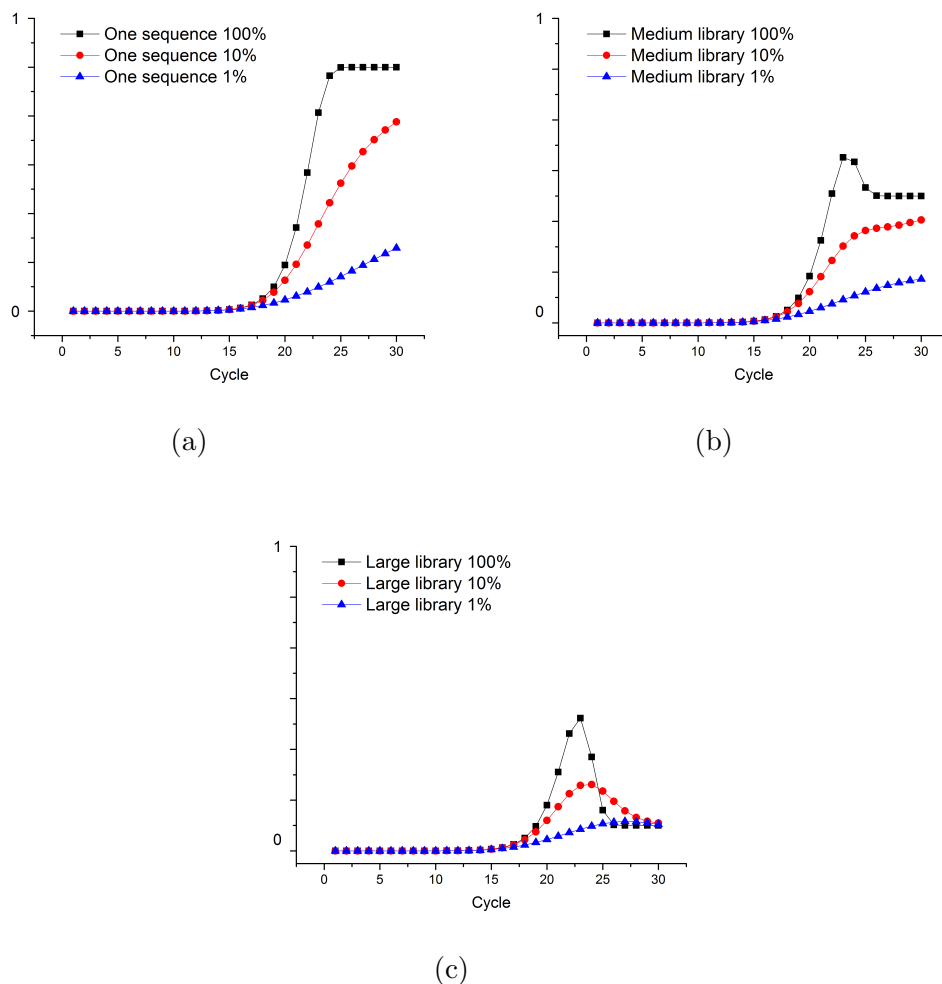 1
One sequence 100%
One sequence 10%
One sequence 1%
0
0 5 10 15 20 25 30
Cycle
(a)
1
Medium library 100%
Medium library 10%
Medium library 1%
0
0 5 10 15 20 25 30
Cycle
(b)
1
Large library 100%
Large library 10%
Large library 1%
0
0 5 10 15 20 25 30
Cycle
(c)